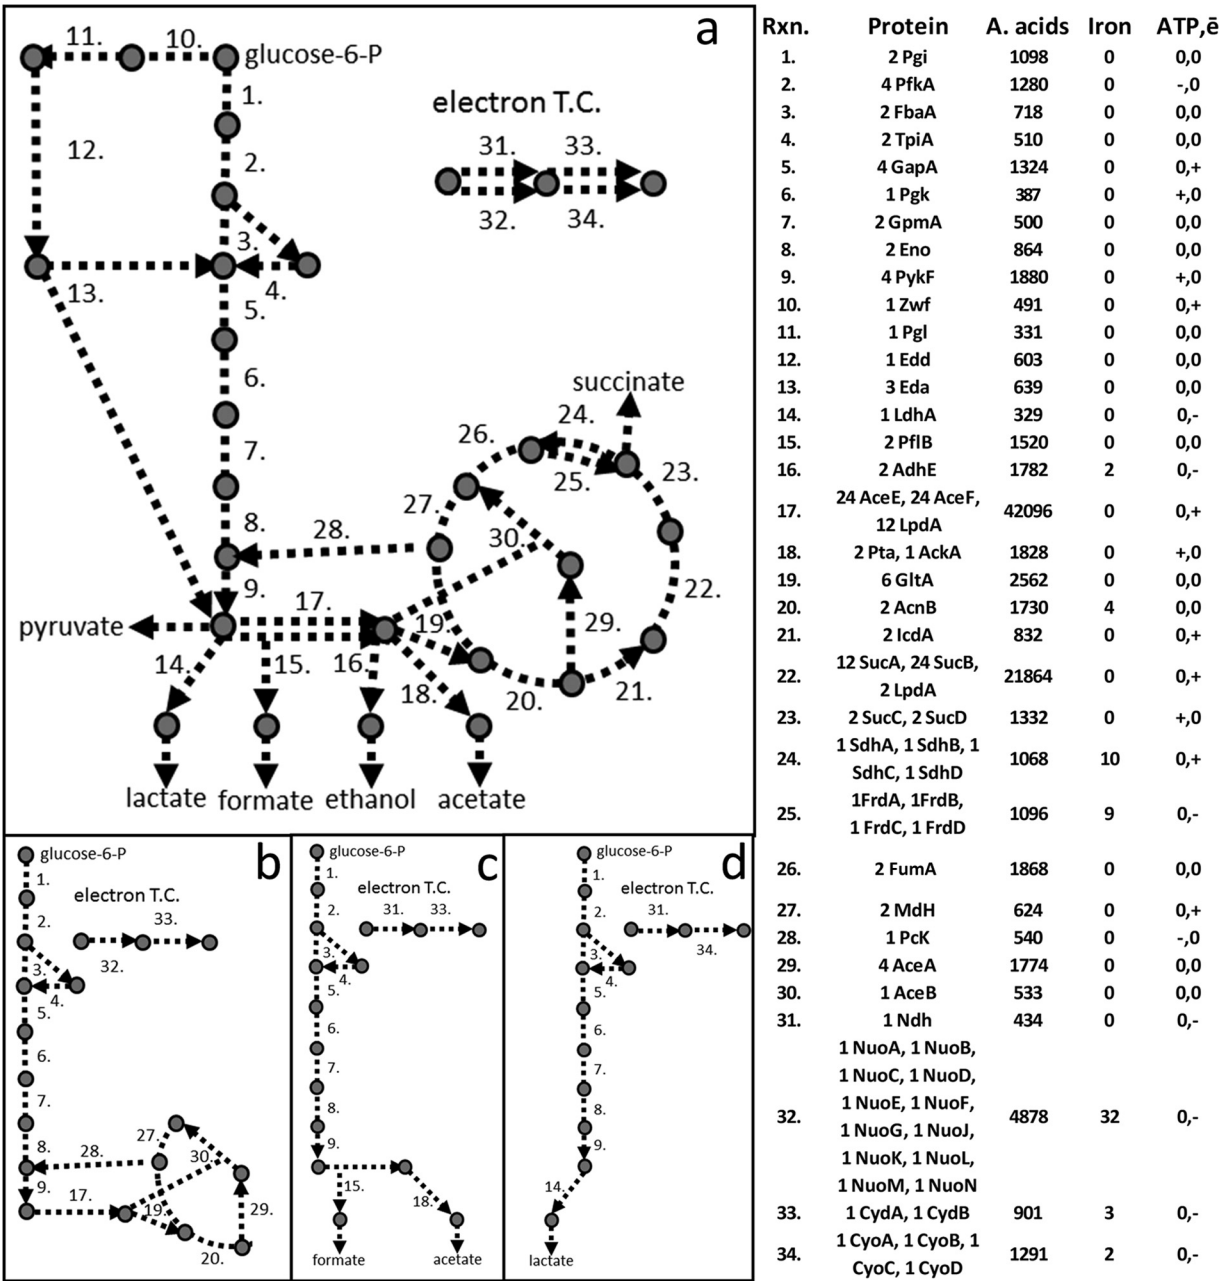 a
11.
10.
glucose-6-P
1.
electron T.C.
12.
2.
31.
33.
32.
34.
3.
13.
4.
5.
6.
succinate
24.
26.
25.
23.
7.
27.
28.
30.
8.
9.
17.
22.
pyruvate
19.
29.
14.
15.
16.
18.
20.
21.
lactate
formate
ethanol
acetate
b
glucose-6-P
1.
electron T.C.
2.
33.
32.
3.
4.
5.
6.
7.
8.
27.
28.
30.
9.
17.
19.
29.
20.
c
glucose-6-P
1.
electron T.C.
2.
31.
33.
3.
4.
5.
6.
7.
8.
9.
15.
18.
formate
acetate
d
glucose-6-P
1.
electron T.C.
2.
31.
34.
3.
4.
5.
6.
7.
8.
9.
14.
lactate
Rxn. Protein A. acids Iron ATP,ē
1. 2 Pgi 1098 0 0,0
2. 4 PfkA 1280 0 -,0
3. 2 FbaA 718 0 0,0
4. 2 TpiA 510 0 0,0
5. 4 GapA 1324 0 0,+
6. 1 Pgk 387 0 +,0
7. 2 GpmA 500 0 0,0
8. 2 Eno 864 0 0,0
9. 4 PykF 1880 0 +,0
10. 1 Zwf 491 0 0,+
11. 1 Pgl 331 0 0,0
12. 1 Edd 603 0 0,0
13. 3 Eda 639 0 0,0
14. 1 LdhA 329 0 0,-
15. 2 PflB 1520 0 0,0
16. 2 AdhE 1782 2 0,-
24 AceE, 24 AceF,
17. 42096 0 0,+
12 LpdA
18. 2 Pta, 1 AckA 1828 0 +,0
19. 6 GltA 2562 0 0,0
20. 2 AcnB 1730 4 0,0
21. 2 IcdA 832 0 0,+
12 SucA, 24 SucB,
22. 21864 0 0,+
2 LpdA
23. 2 SucC, 2 SucD 1332 0 +,0
1 SdhA, 1 SdhB, 1
24. 1068 10 0,+
SdhC, 1 SdhD
1FrdA, 1FrdB,
25. 1096 9 0,-
1 FrdC, 1 FrdD
26. 2 FumA 1868 0 0,0
27. 2 MdH 624 0 0,+
28. 1 PcK 540 0 -,0
29. 4 AceA 1774 0 0,0
30. 1 AceB 533 0 0,0
31. 1 Ndh 434 0 0,-
1 NuoA, 1 NuoB,
1 NuoC, 1 NuoD,
1 NuoE, 1 NuoF,
32. 1 NuoG, 1 NuoJ, 4878 32 0,-
1 NuoK, 1 NuoL,
1 NuoM, 1 NuoN
33. 1 CydA, 1 CydB 901 3 0,-
1 CyoA, 1 CyoB, 1
34. 1291 2 0,-
CyoC, 1 CyoD